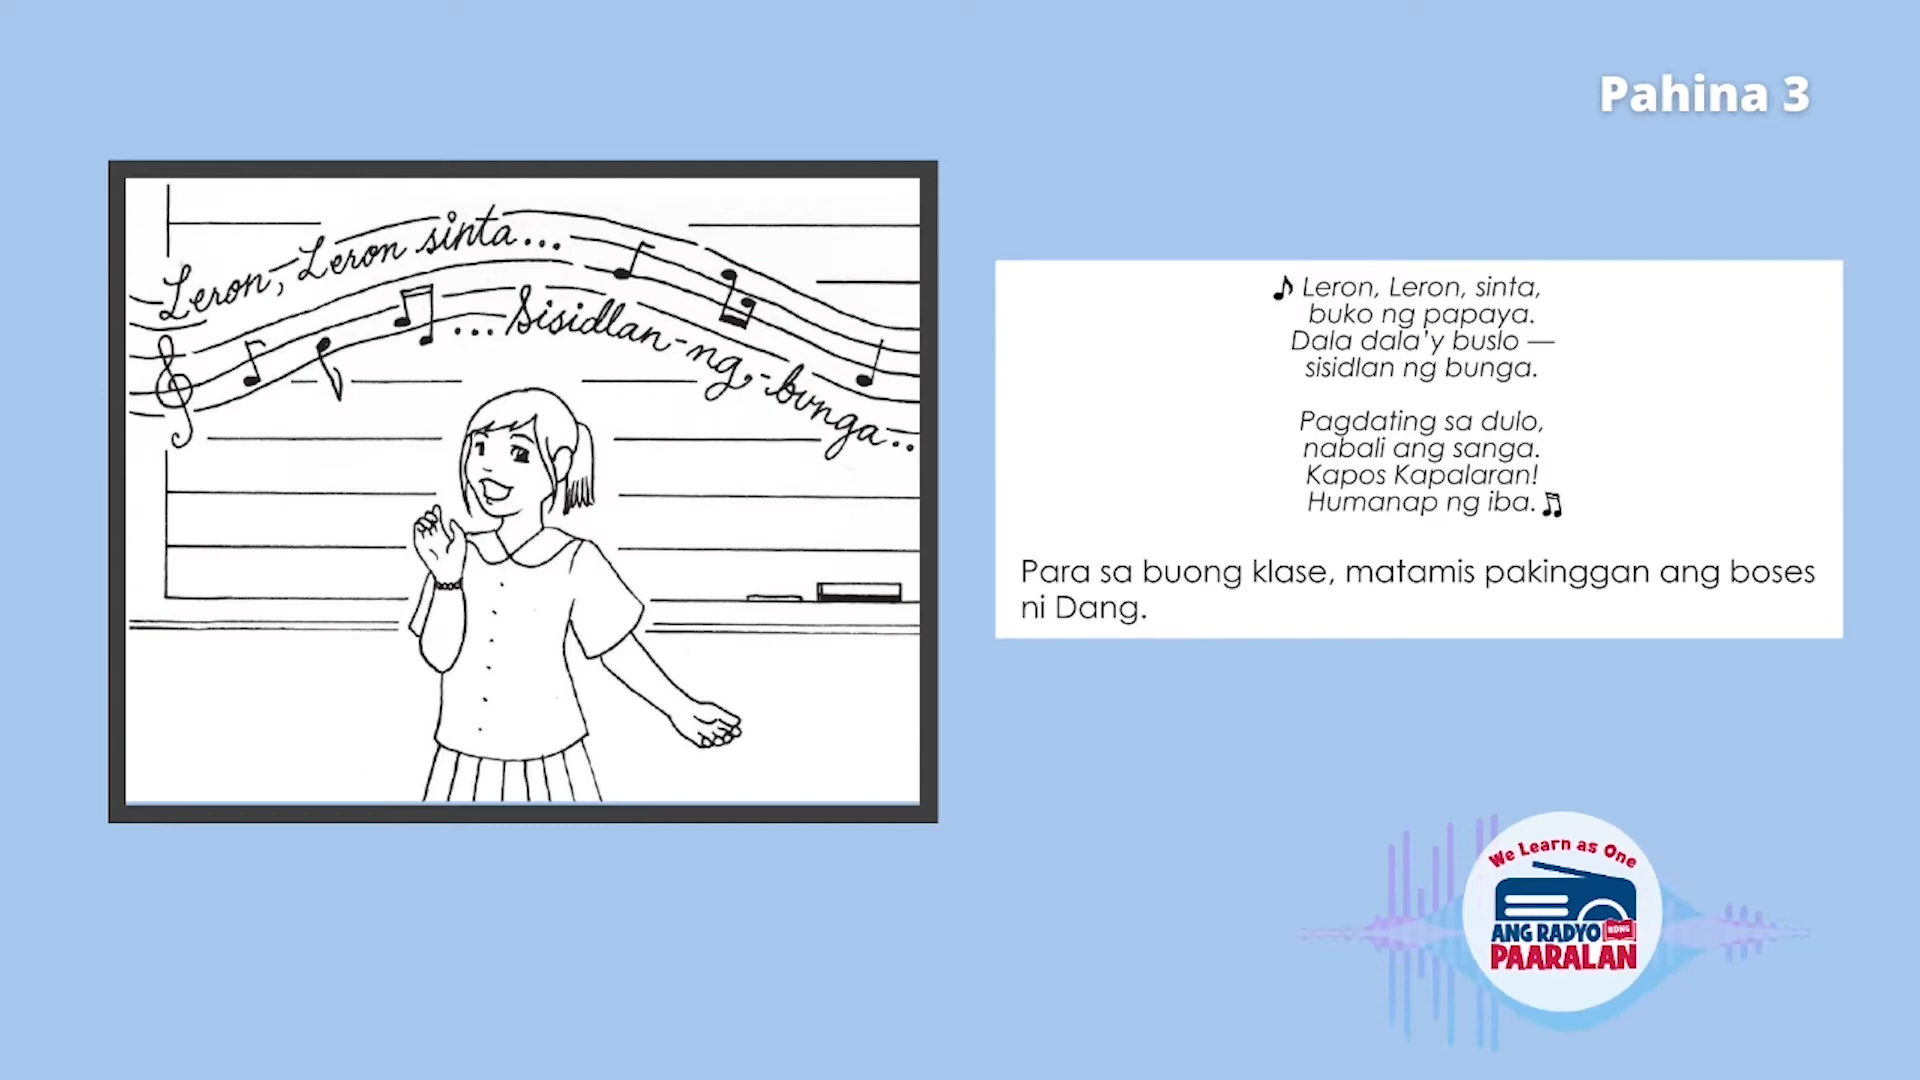 Pahina 3
Leron, Leron sinta...
...Sisidlan-ng-bunga...
♪ Leron, Leron, sinta,
buko ng papaya.
Dala dala’y buslo —
sisidlan ng bunga.
Pagdating sa dulo,
nabali ang sanga.
Kapos Kapalaran!
Humanap ng iba. ♫
Para sa buong klase, matamis pakinggan ang boses
ni Dang.
We Learn as One
ANG RADYO KONG
PAARALAN